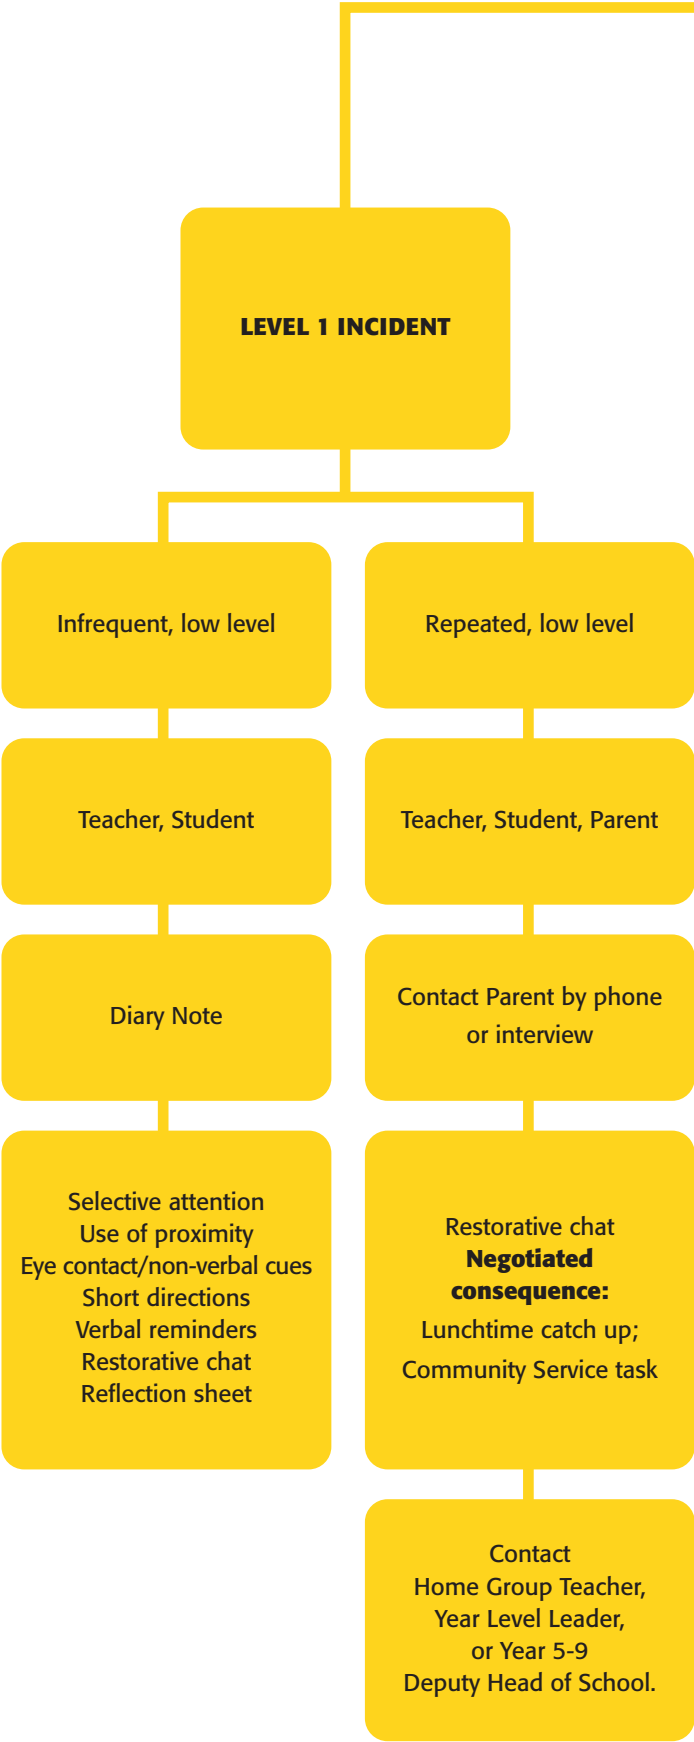 LEVEL 1 INCIDENT
Infrequent, low level
Teacher, Student
Diary Note
Selective attention
Use of proximity
Eye contact/non-verbal cues
Short directions
Verbal reminders
Restorative chat
Reflection sheet
Repeated, low level
Teacher, Student, Parent
Contact Parent by phone
or interview
Restorative chat
Negotiated
consequence:
Lunchtime catch up;
Community Service task
Contact
Home Group Teacher,
Year Level Leader,
or Year 5-9
Deputy Head of School.